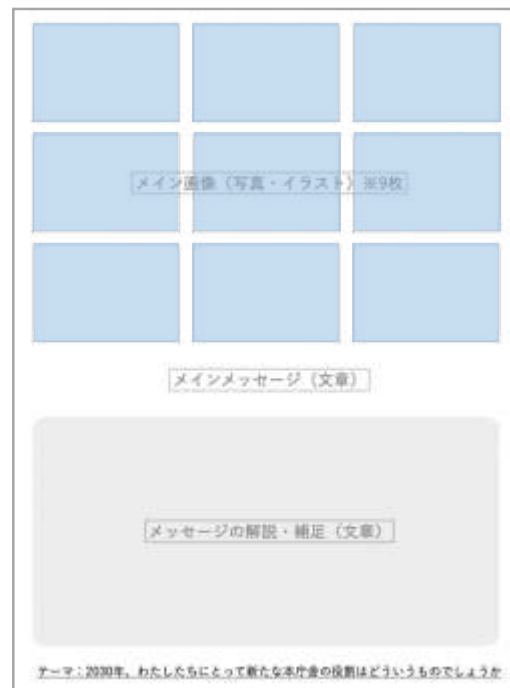 メイン画像（写真・イラスト）※9枚
メインメッセージ（文章）
メッセージの解説・補足（文章）
テーマ：2030年，わたしたちにとって新たな本庁舎の役割はどういうものでしょうか